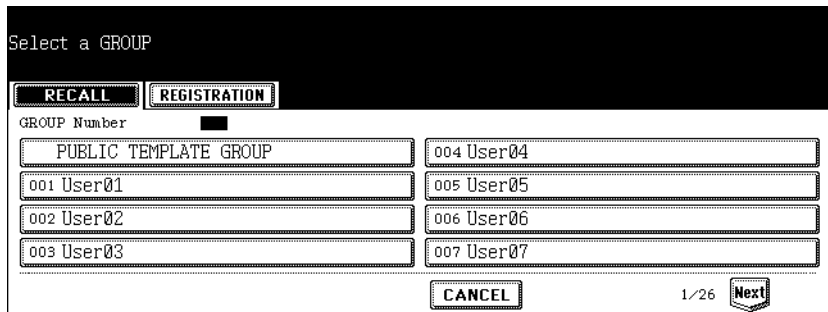 Select a GROUP
RECALL REGISTRATION
GROUP Number
PUBLIC TEMPLATE GROUP
001 User01
002 User02
003 User03
004 User04
005 User05
006 User06
007 User07
CANCEL 1/26 Next